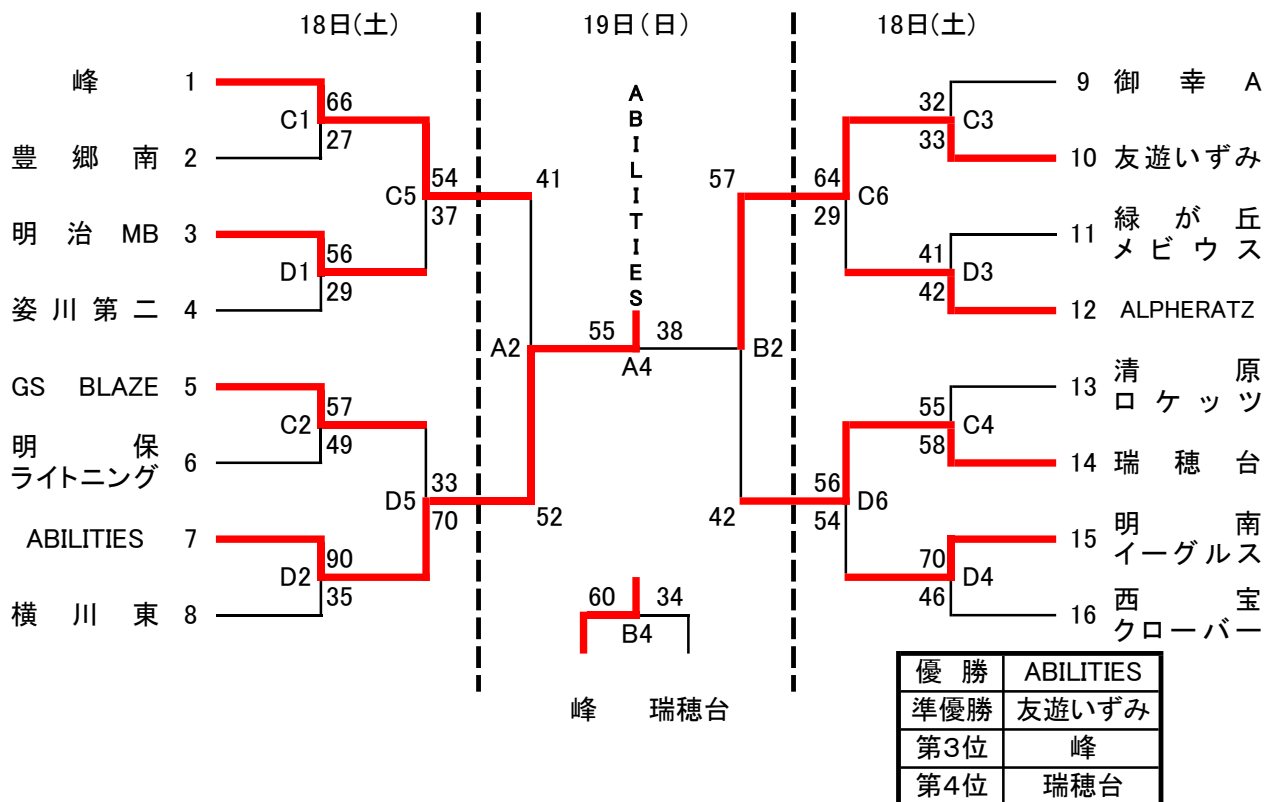 18日(土)
19日(日)
18日(土)
峰 1
66
C1
27
豊郷南 2
54
C5
37
明治 MB 3
56
D1
29
姿川第二 4
41
A2
GS BLAZE 5
57
C2
49
明保
ライトニング 6
33
D5
70
ABILITIES 7
90
D2
35
横川東 8
52
ABILITIES
55 38
A4
60 34
B4
峰 瑞穂台
57
B2
42
9 御幸A
32
C3
33
10 友遊いずみ
64
C6
29
11 緑が丘
メビウス
41
D3
42
12 ALPHERATZ
13 清原
ロケッツ
55
C4
58
14 瑞穂台
56
D6
54
15 明南
イーグルス
70
D4
46
16 西宝
クローバー
優勝 ABILITIES
準優勝 友遊いずみ
第3位 峰
第4位 瑞穂台